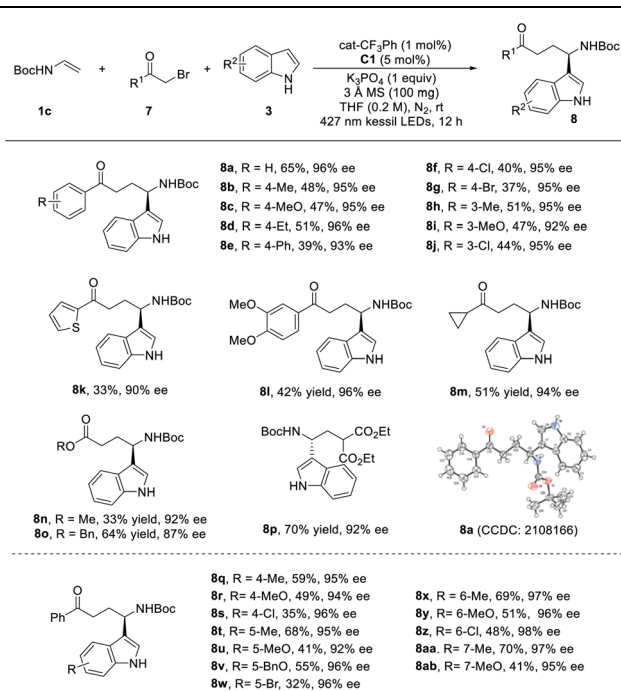 BocHN + R1 O Br + R2 N H
cat-CF3Ph (1 mol%)
C1 (5 mol%)
K3PO4 (1 equiv)
3 Å MS (100 mg)
THF (0.2 M), N2, rt
427 nm kessil LEDs, 12 h
O R1 NHBoc R2 NH
1c 7 3 8
O R NHBoc NH
8a, R = H, 65%, 96% ee
8b, R = 4-Me, 48%, 95% ee
8c, R = 4-MeO, 47%, 95% ee
8d, R = 4-Et, 51%, 96% ee
8e, R = 4-Ph, 39%, 93% ee
8f, R = 4-Cl, 40%, 95% ee
8g, R = 4-Br, 37%, 95% ee
8h, R = 3-Me, 51%, 95% ee
8i, R = 3-MeO, 47%, 92% ee
8j, R = 3-Cl, 44%, 95% ee
O NHBoc S NH
8k, 33%, 90% ee
O MeO NHBoc MeO NH
8l, 42% yield, 96% ee
O NHBoc NH
8m, 51% yield, 94% ee
O RO NHBoc NH
8n, R = Me, 33% yield, 92% ee
8o, R = Bn, 64% yield, 87% ee
BocHN CO2Et CO2Et N H
8p, 70% yield, 92% ee
8a (CCDC: 2108166)
O Ph NHBoc R NH
8q, R = 4-Me, 59%, 95% ee
8r, R= 4-MeO, 49%, 94% ee
8s, R= 4-Cl, 35%, 96% ee
8t, R= 5-Me, 68%, 95% ee
8u, R= 5-MeO, 41%, 92% ee
8v, R= 5-BnO, 55%, 96% ee
8w, R= 5-Br, 32%, 96% ee
8x, R= 6-Me, 69%, 97% ee
8y, R= 6-MeO, 51%, 96% ee
8z, R= 6-Cl, 48%, 98% ee
8aa. R= 7-Me, 70%, 97% ee
8ab, R= 7-MeO, 41%, 95% ee